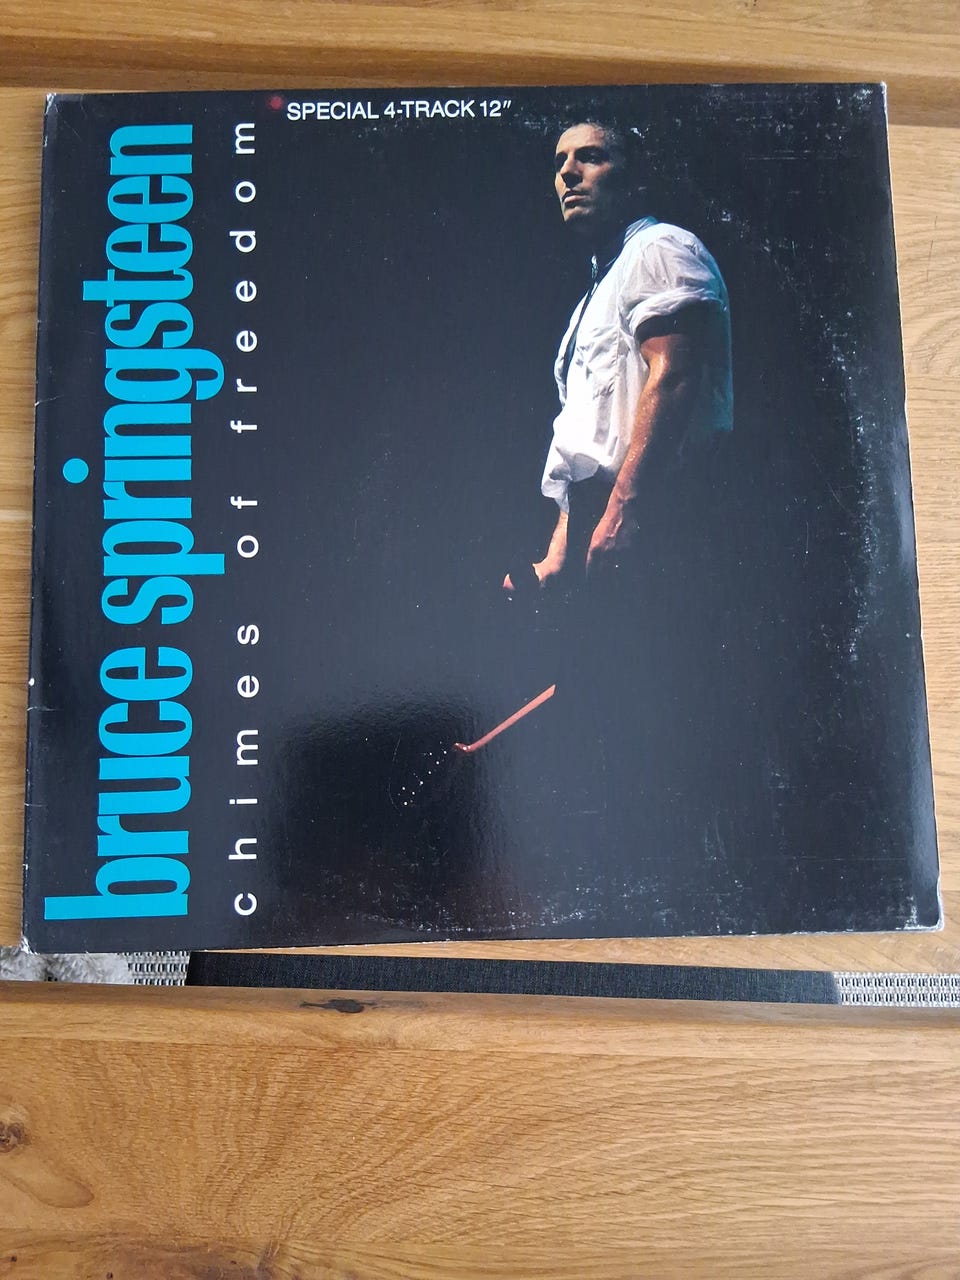 SPECIAL 4-TRACK 12"
bruce springsteen
chimes of freedom